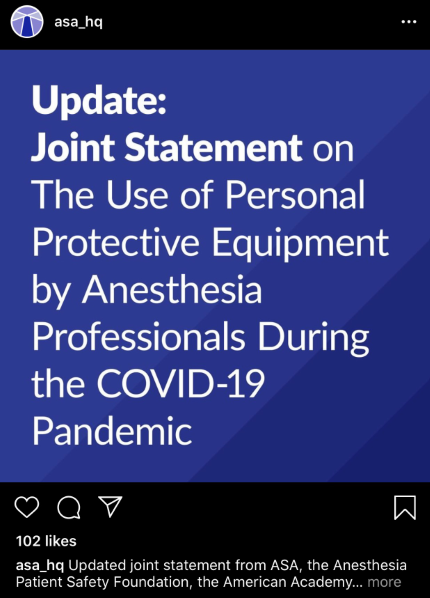 asa_hq
Update:
Joint Statement on
The Use of Personal
Protective Equipment
by Anesthesia
Professionals During
the COVID-19
Pandemic
102 likes
asa_hq Updated joint statement from ASA, the Anesthesia
Patient Safety Foundation, the American Academy... more